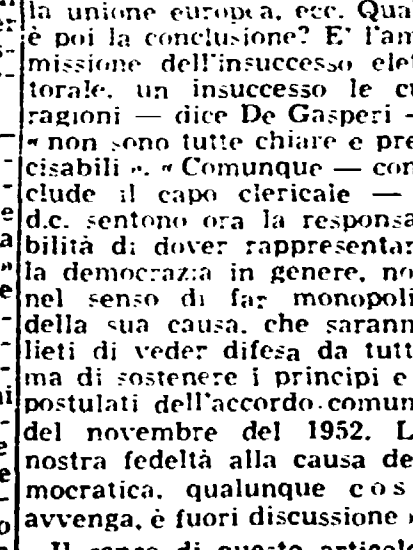 la unione europea, ecc. Qual
è poi la conclusione? E' l'am
missione dell'insuccesso elet
torale, un insuccesso le cu
ragioni — dice De Gasperi -
« non sono tutte chiare e pre
cisabili ». « Comunque — con
clude il capo clericale —
d.c. sentono ora la responsa
bilità di dover rappresentar
la democrazia in genere, no
nel senso di far monopoli
della sua causa, che sarann
lieti di veder difesa da tutt
ma di sostenere i principi e
postulati dell'accordo comun
del novembre del 1952. L
nostra fedeltà alla causa de
mocratica, qualunque cos
avvenga, è fuori discussione
Il senso di questo articolo